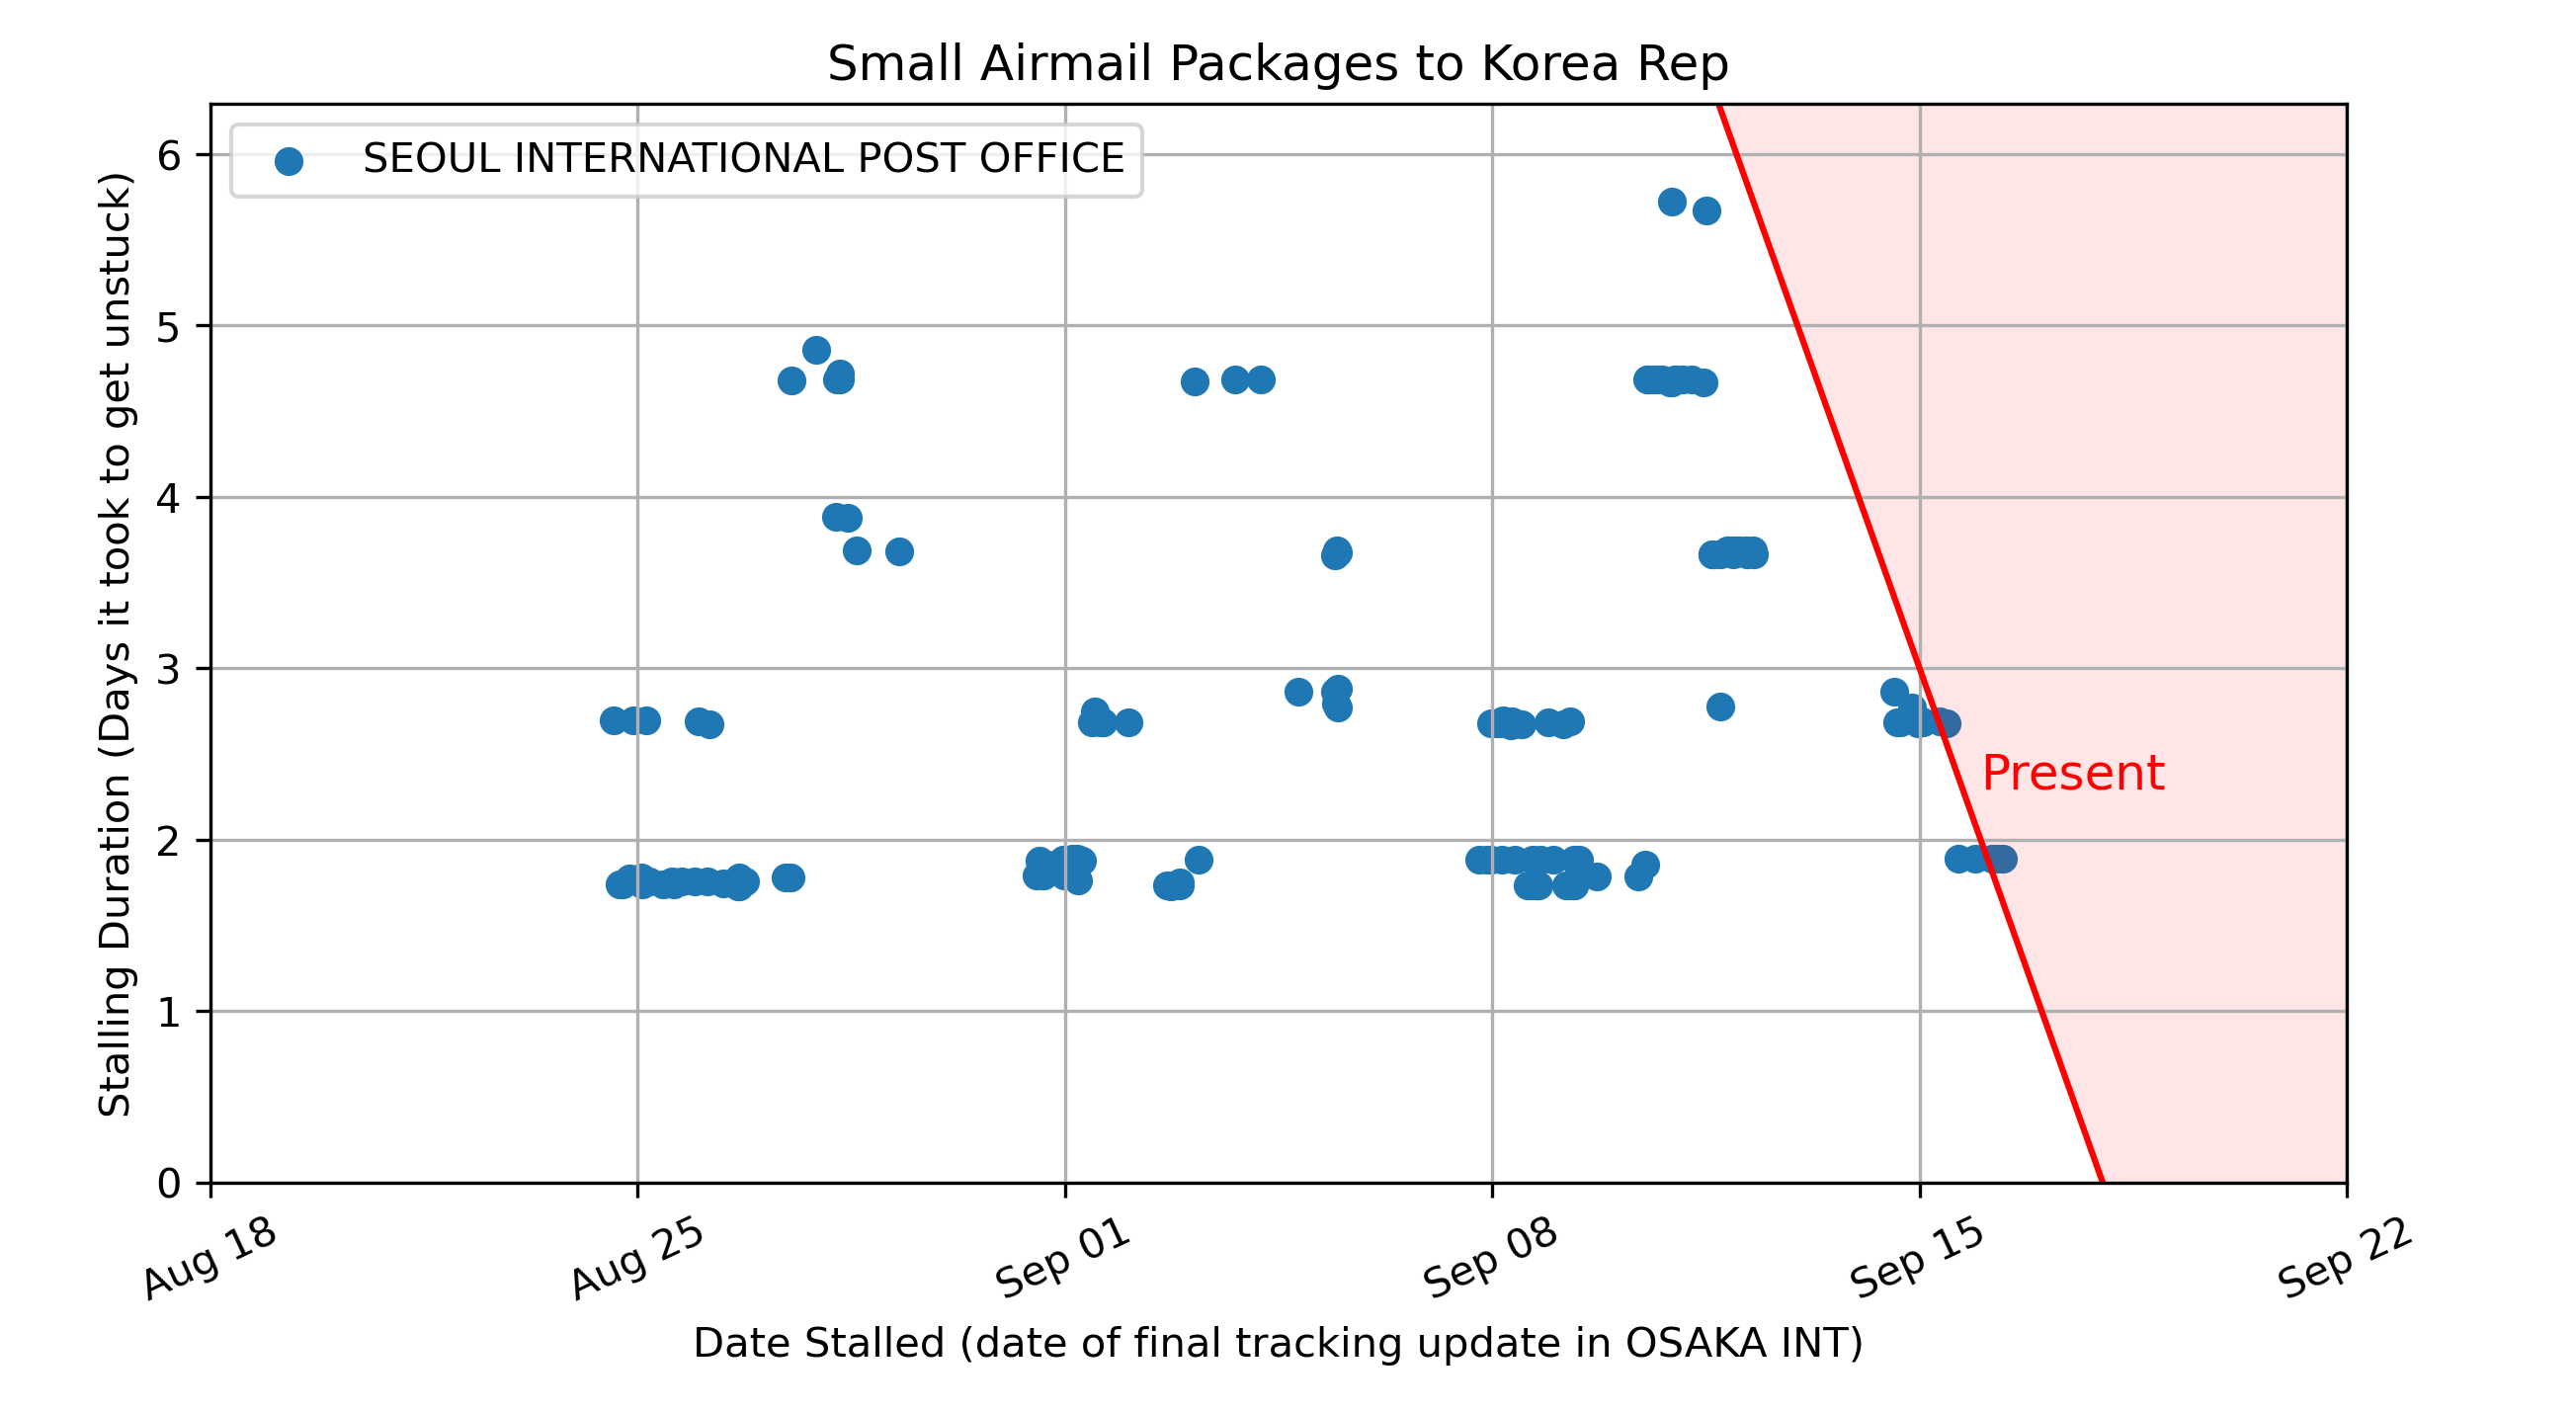 Small Airmail Packages to Korea Rep
SEOUL INTERNATIONAL POST OFFICE
Stalling Duration (Days it took to get unstuck)
6
5
4
3
2
1
0
Present
Aug 18
Aug 25
Sep 01
Sep 08
Sep 15
Sep 22
Date Stalled (date of final tracking update in OSAKA INT)